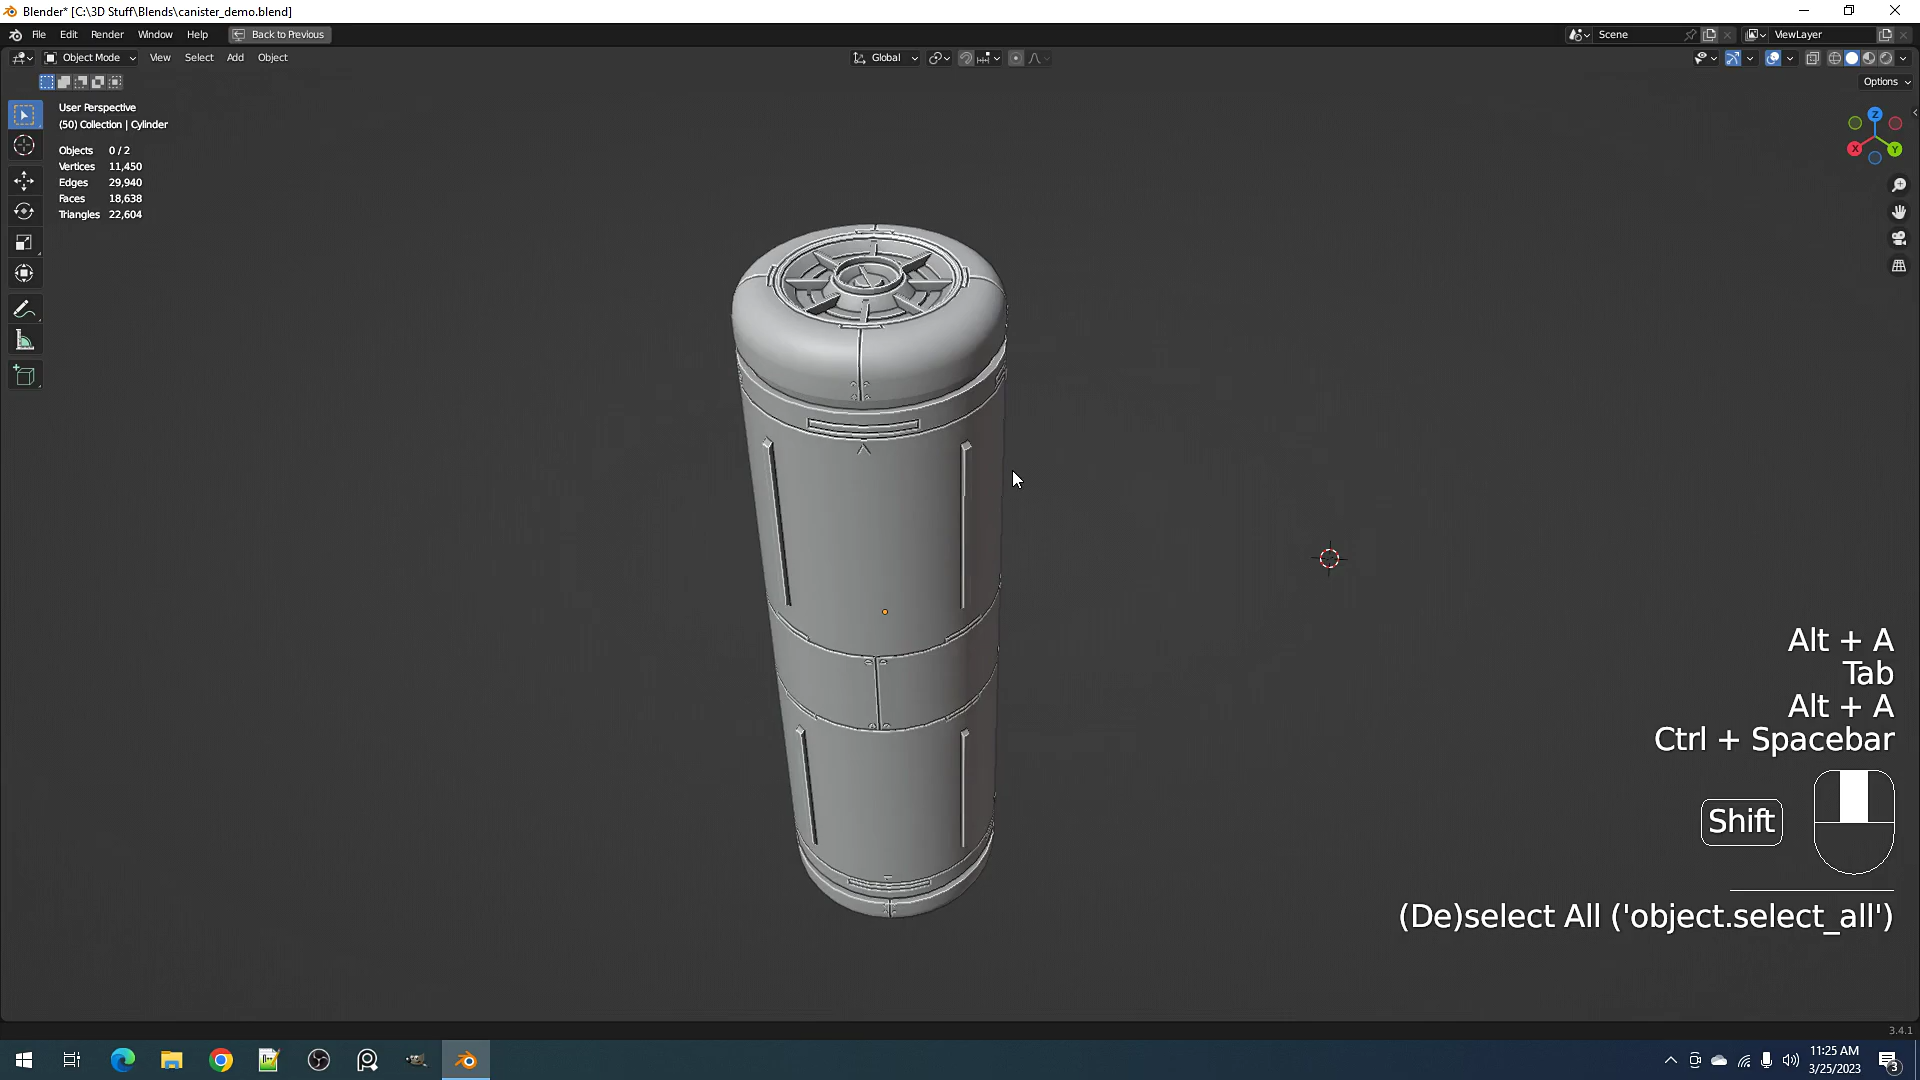 Blender* [C:\3D Stuff\Blends\canister_demo.blend]
File Edit Render Window Help Back to Previous Scene ViewLayer
Object Mode View Select Add Object Global
Options
User Perspective
(50) Collection | Cylinder
Objects 0 / 2
Vertices 11,450
Edges 29,940
Faces 18,638
Triangles 22,604
Z
X
Y
Alt + A
Tab
Alt + A
Ctrl + Spacebar
Shift
(De)select All ('object.select_all')
3.4.1
11:25 AM
3/25/2023
3